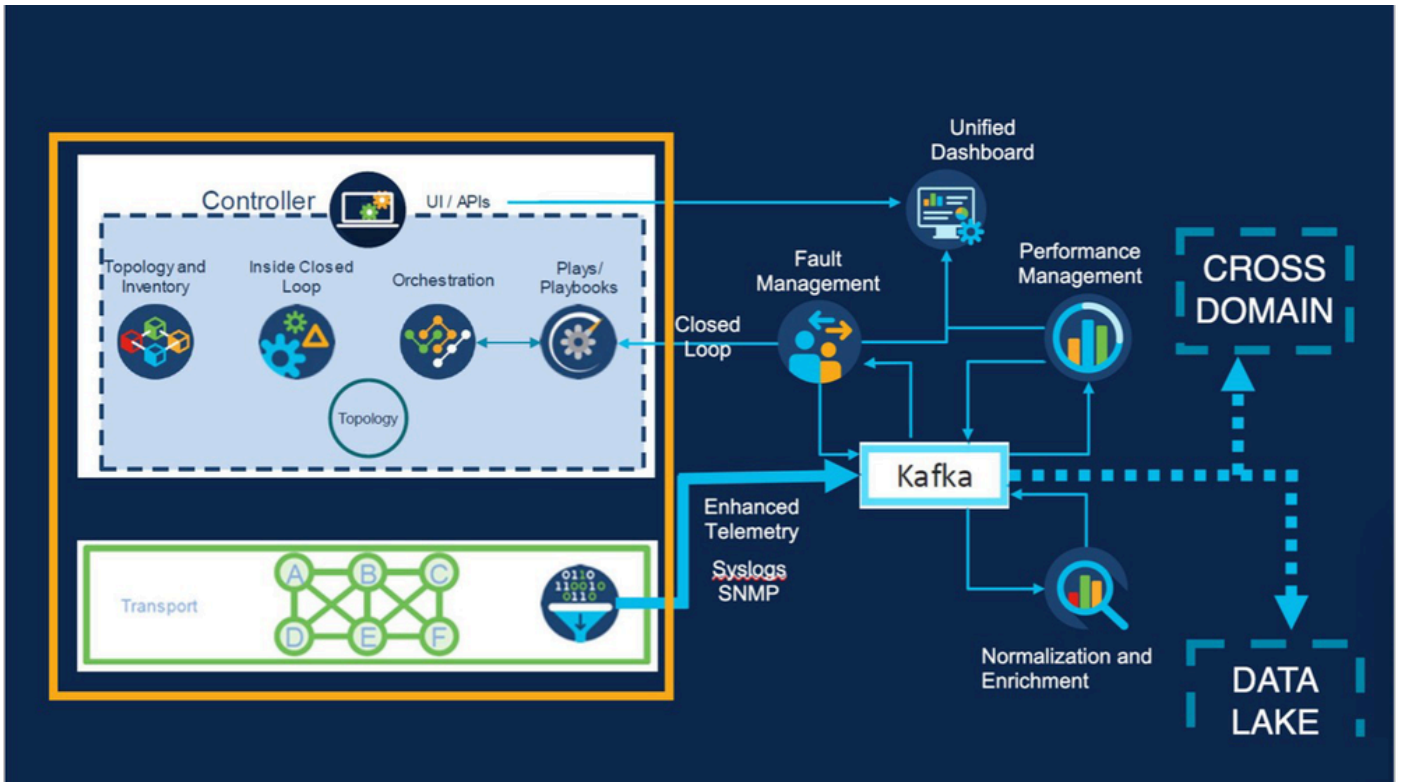 Unified
Dashboard
Controller
UI / APIs
Topology and
Inventory
Inside Closed
Loop
Orchestration
Plays/
Playbooks
Closed
Loop
Fault
Management
Performance
Management
CROSS
DOMAIN
Topology
Kafka
Enhanced
Telemetry
Syslogs
SNMP
Transport
A
B
C
D
E
F
0110
110010
0110
Normalization and
Enrichment
DATA
LAKE